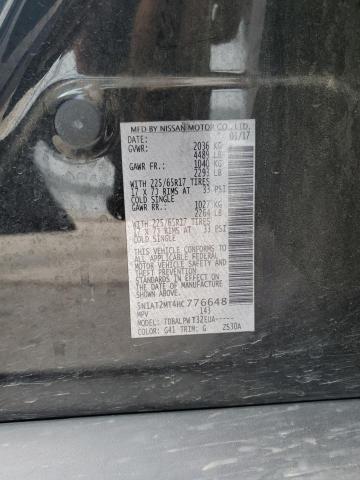 MFD BY NISSAN MOTOR CO., LTD.
DATE: 01/17
GVWR: 2036 KG
4489 LB
GAWR FR: 1040 KG
2293 LB
WITH 225/65R17 TIRES
17 X 7J RIMS AT 33 PSI
COLD SINGLE
GAWR RR: 1027 KG
2264 LB
WITH 225/65R17 TIRES
17 X 7J RIMS AT 33 PSI
COLD SINGLE
THIS VEHICLE CONFORMS TO
ALL APPLICABLE FEDERAL
MOTOR VEHICLE SAFETY
STANDARDS IN EFFECT ON THE
DATE OF MANUFACTURE
SHOWN ABOVE.
5N1AT2MT4HC776648
MPV 143
MODEL: TDBALPW T32EUA-----
COLOR: G41 TRIM: G ZS30A